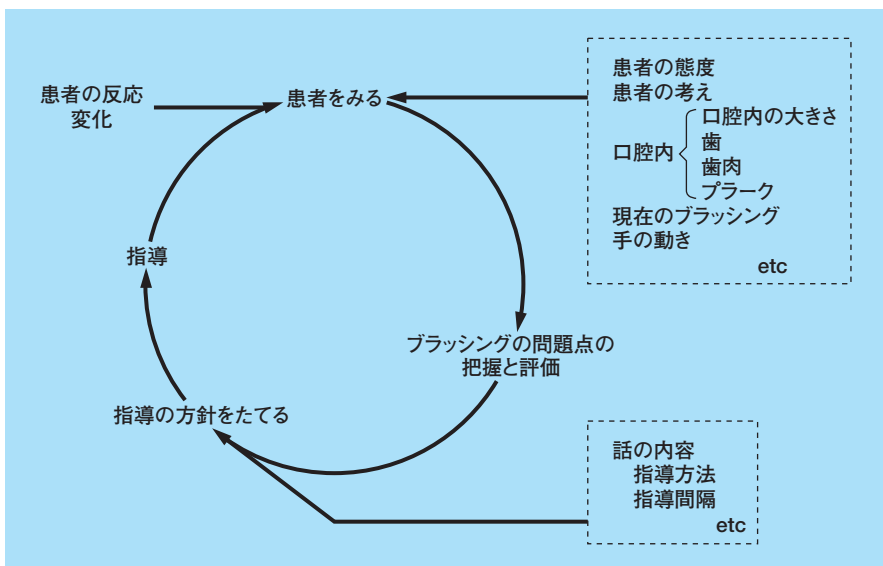 患者の反応
変化
患者をみる
患者の態度
患者の考え
口腔内
口腔内の大きさ
歯
歯肉
プラーク
現在のブラッシング
手の動き
etc
指導
ブラッシングの問題点の
把握と評価
指導の方針をたてる
話の内容
指導方法
指導間隔
etc